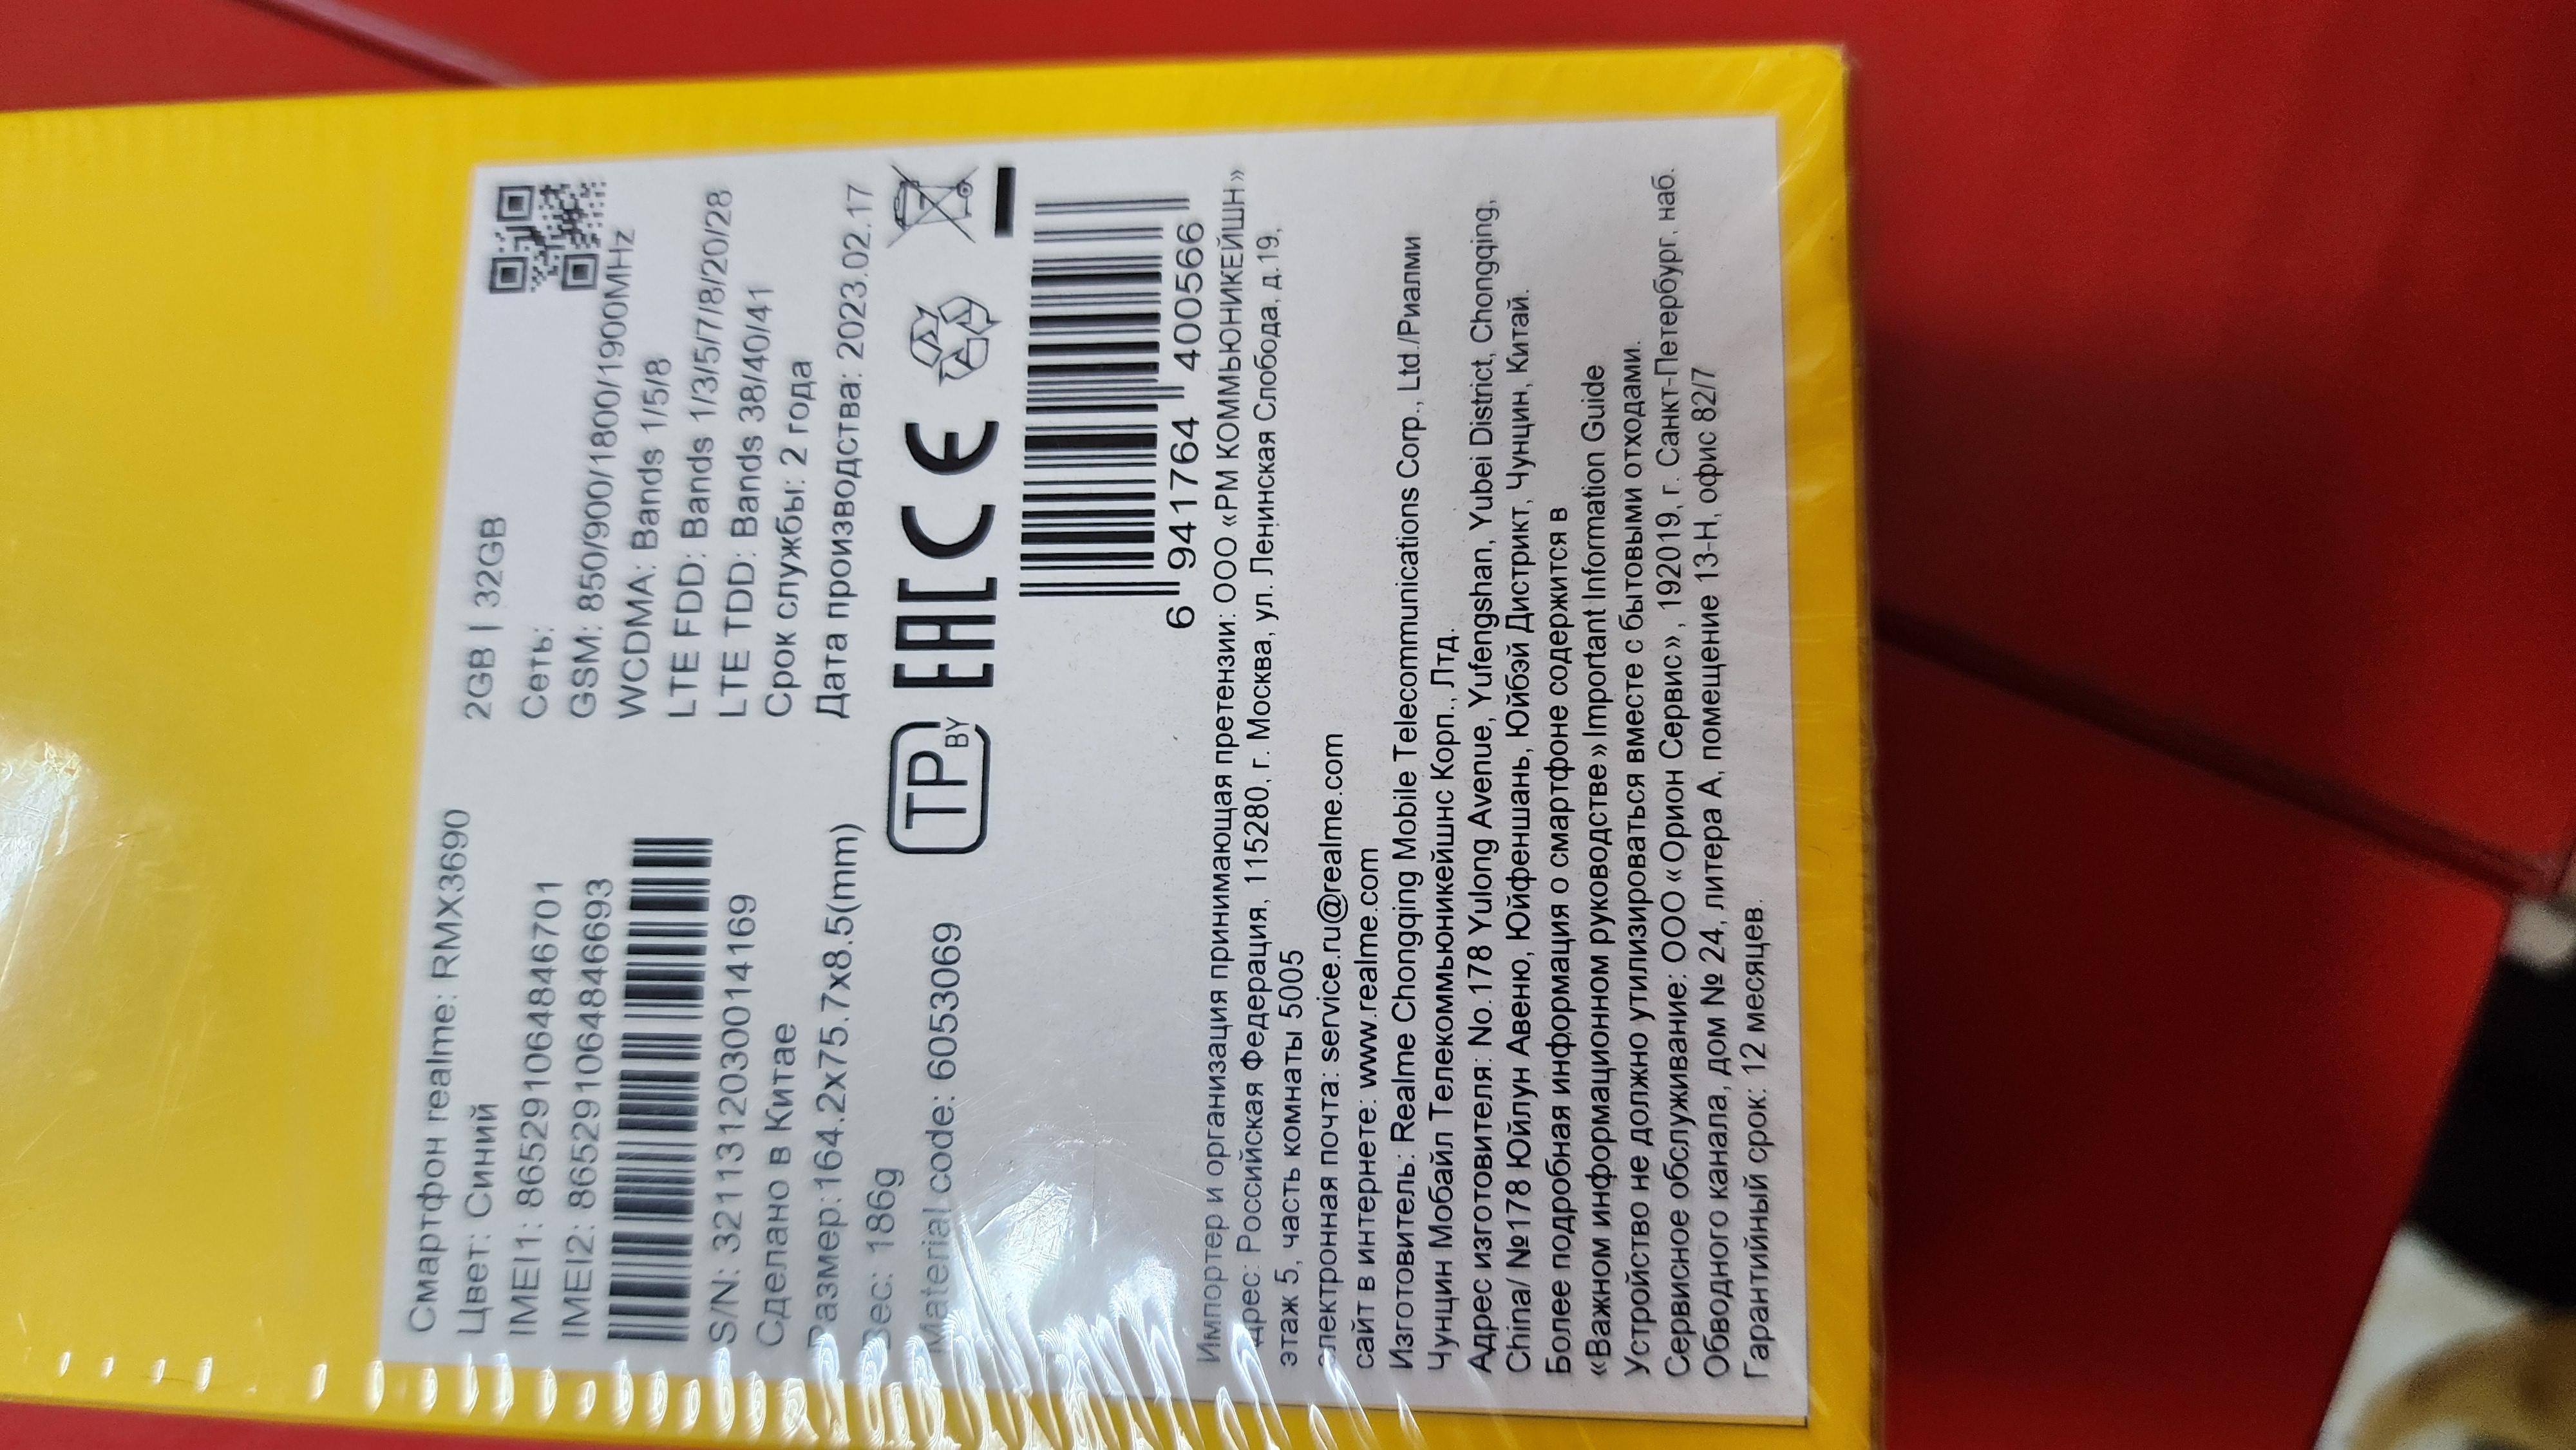 Смартфон realme: RMX3690
Цвет: Синий
IMEI1: 865291064846701
IMEI2: 865291064846693
S/N: 3211312030014169
Сделано в Китае
Размер:164.2x75.7x8.5(mm)
Вес: 186g
Material code: 6053069
2GB | 32GB
Сеть:
GSM: 850/900/1800/1900MHz
WCDMA: Bands 1/5/8
LTE FDD: Bands 1/3/5/7/8/20/28
LTE TDD: Bands 38/40/41
Срок службы: 2 года
Дата производства: 2023.02.17
TP BY EAC CE
6 941764 400566
Импортер и организация принимающая претензии: ООО «РМ КОММЬЮНИКЕЙШН»
Адрес: Российская Федерация, 115280, г. Москва, ул. Ленинская Слобода, д.19,
этаж 5, часть комнаты 5005
электронная почта: service.ru@realme.com
сайт в интернете: www.realme.com
Изготовитель: Realme Chongqing Mobile Telecommunications Corp., Ltd./Риалми
Чунцин Мобайл Телекоммьюникейшнс Корп., Лтд.
Адрес изготовителя: No.178 Yulong Avenue, Yufengshan, Yubei District, Chongqing,
China/ №178 Юйлун Авеню, Юйфеншань, Юйбэй Дистрикт, Чунцин, Китай.
Более подробная информация о смартфоне содержится в
«Важном информационном руководстве» Important Information Guide
Устройство не должно утилизироваться вместе с бытовыми отходами.
Сервисное обслуживание: ООО «Орион Сервис», 192019, г. Санкт-Петербург, наб.
Обводного канала, дом № 24, литера А, помещение 13-Н, офис 82/7
Гарантийный срок: 12 месяцев.